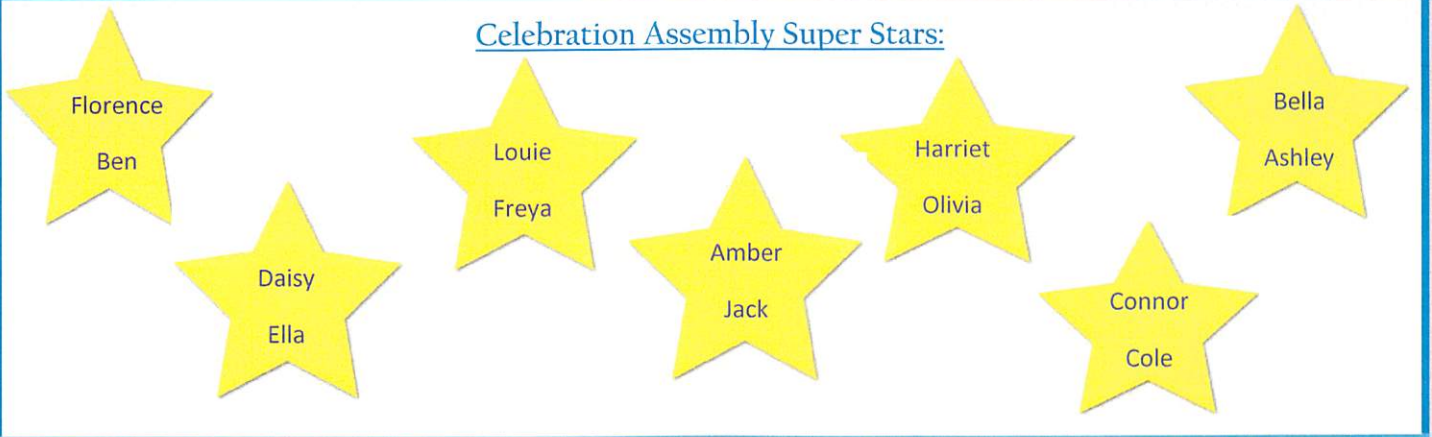 Celebration Assembly Super Stars:
Florence
Ben
Daisy
Ella
Louie
Freya
Amber
Jack
Harriet
Olivia
Connor
Cole
Bella
Ashley